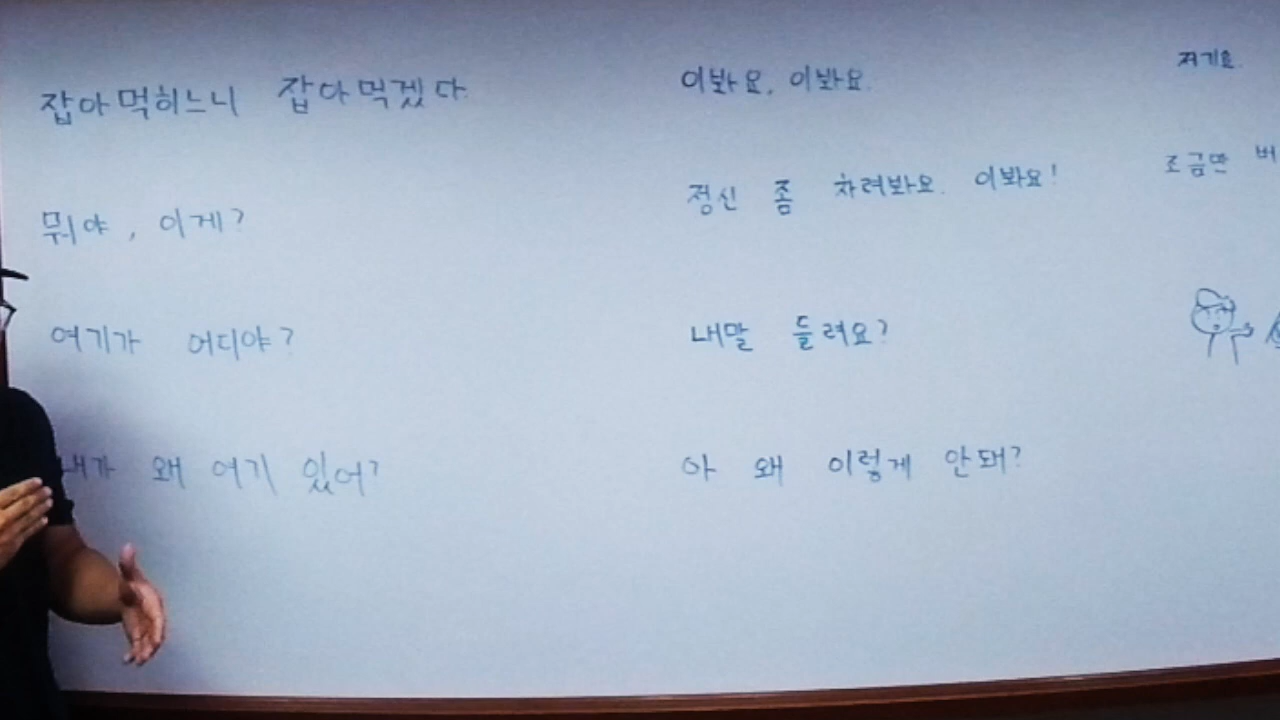 잡아먹히느니 잡아먹겠다.
뭐야, 이게?
여기가 어디야?
내가 왜 여기 있어?
이봐요, 이봐요.
정신 좀 차려봐요. 이봐요!
내말 들려요?
아 왜 이렇게 안돼?
저기요.
조금만 버